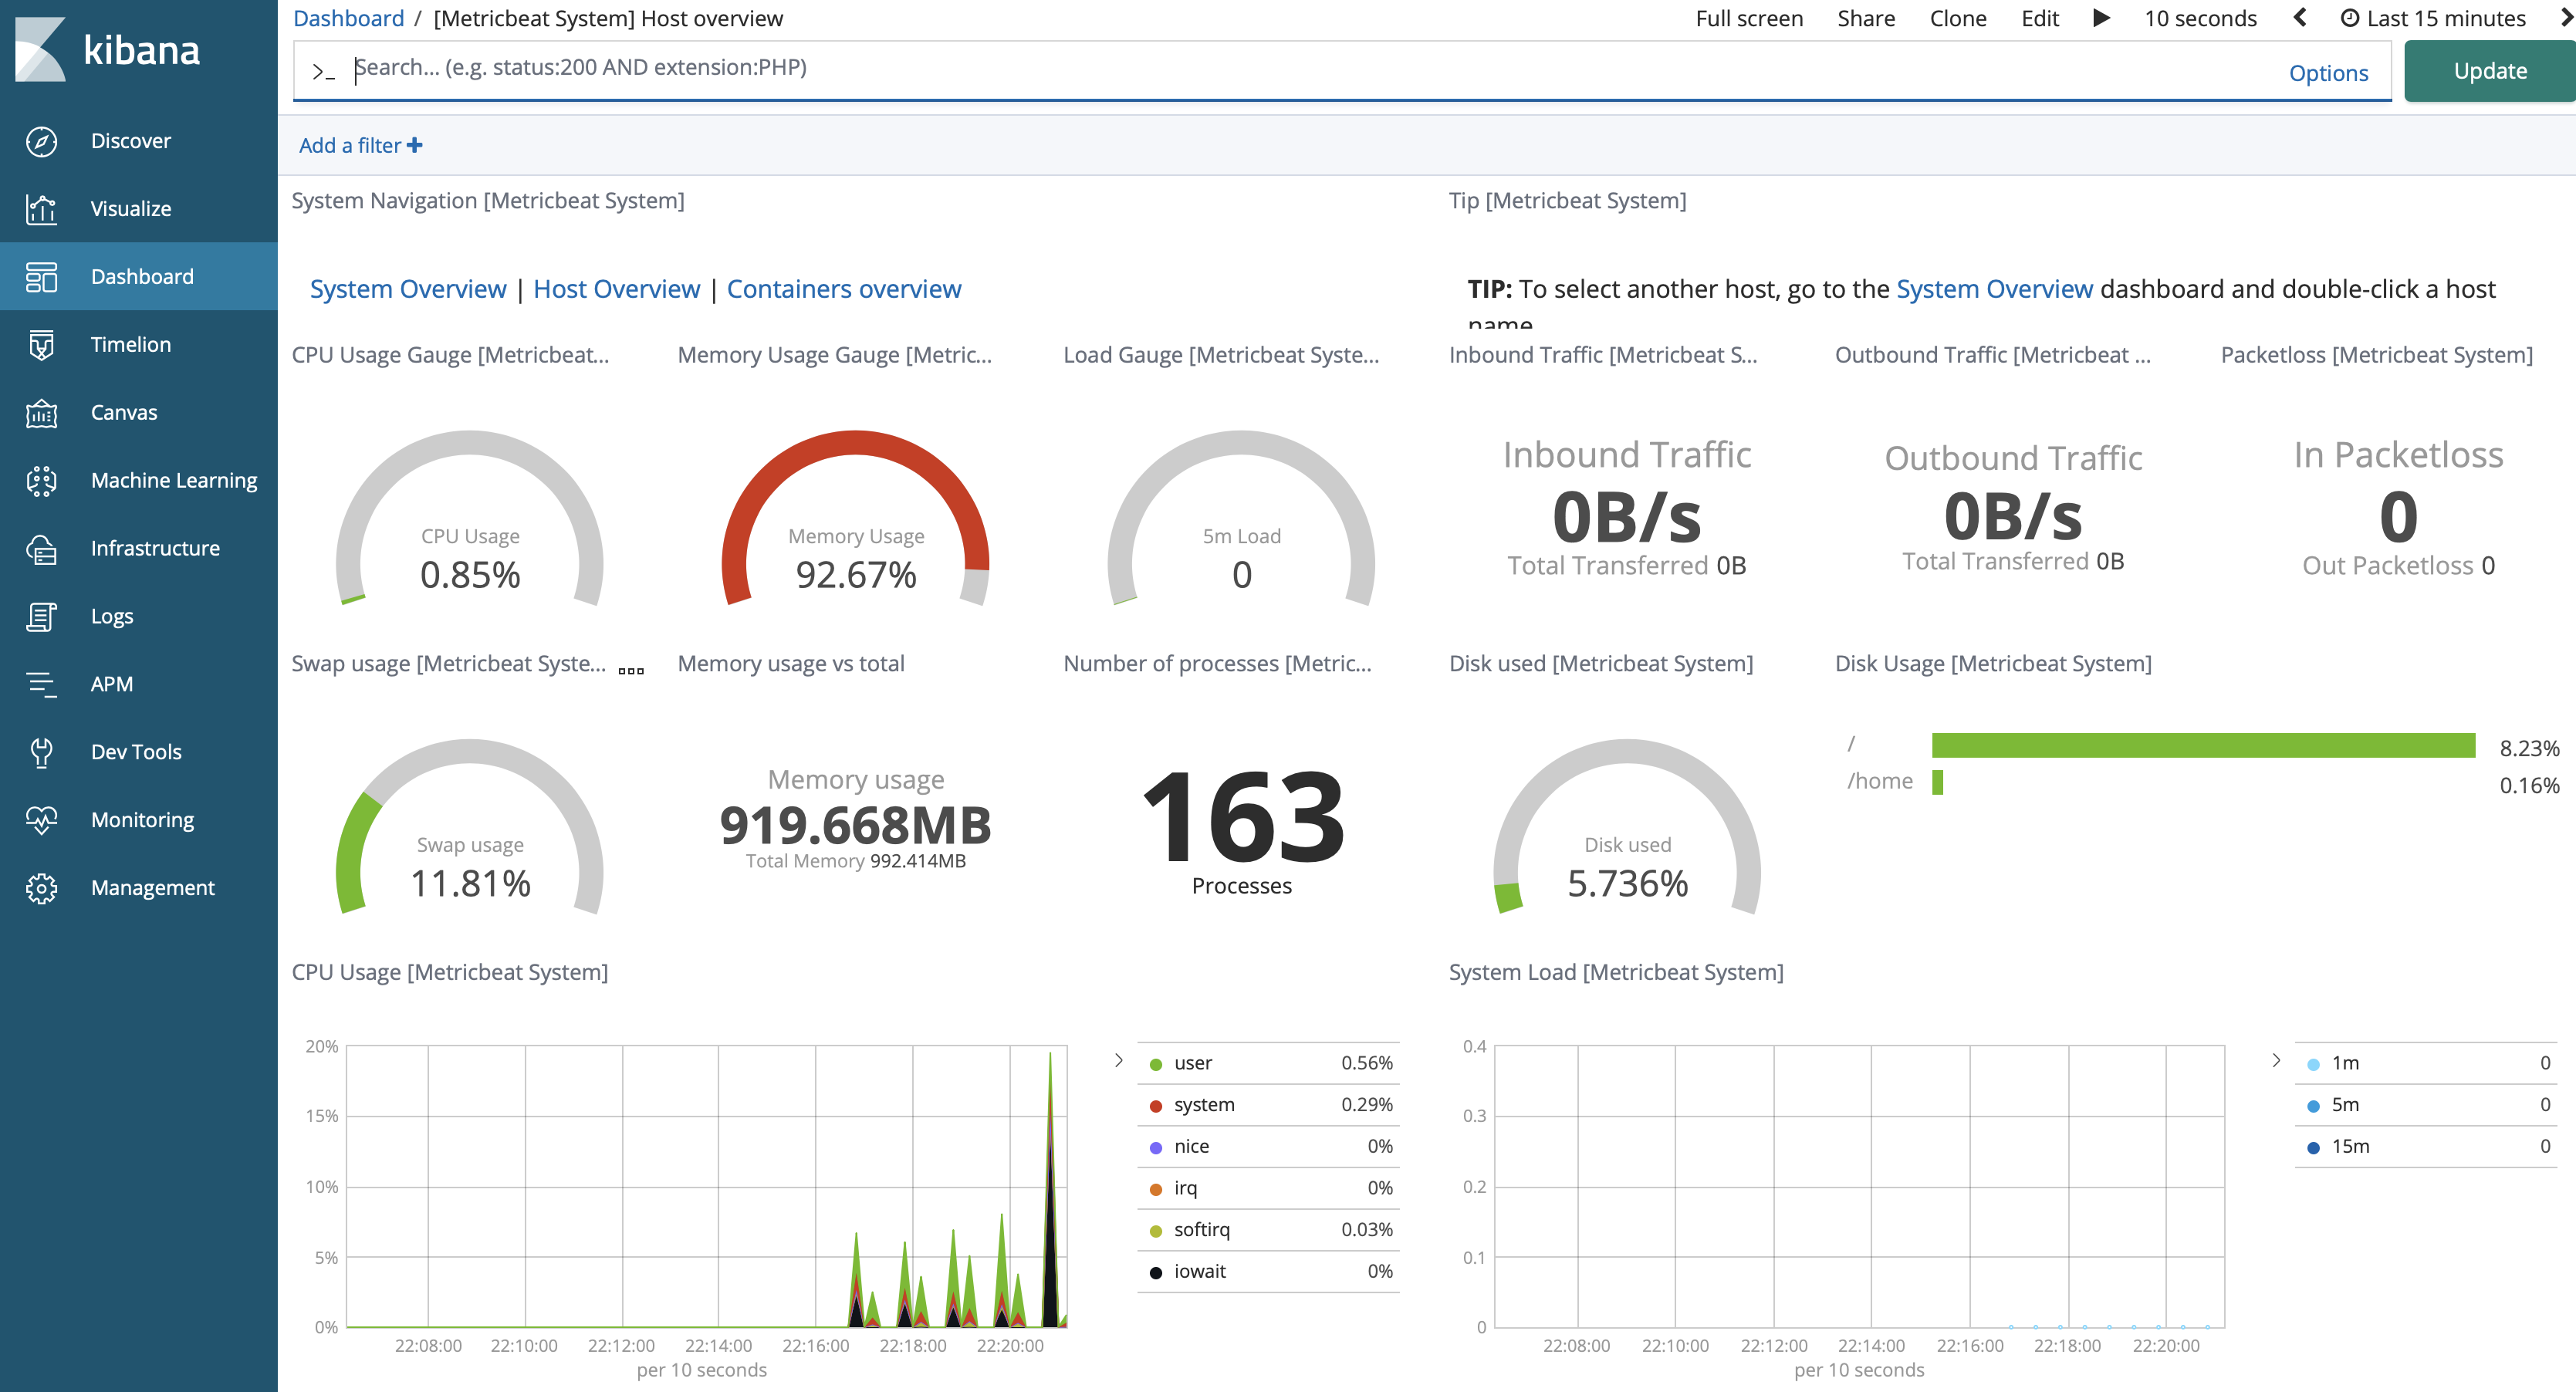 kibana
Discover
Visualize
Dashboard
Timelion
Canvas
Machine Learning
Infrastructure
Logs
APM
Dev Tools
Monitoring
Management
Dashboard / [Metricbeat System] Host overview
Full screen Share Clone Edit 10 seconds Last 15 minutes
>_ Search... (e.g. status:200 AND extension:PHP) Options Update
Add a filter +
System Navigation [Metricbeat System]
System Overview | Host Overview | Containers overview
Tip [Metricbeat System]
TIP: To select another host, go to the System Overview dashboard and double-click a host
name
CPU Usage Gauge [Metricbeat...
CPU Usage
0.85%
Memory Usage Gauge [Metric...
Memory Usage
92.67%
Load Gauge [Metricbeat Syste...
5m Load
0
Inbound Traffic [Metricbeat S...
Inbound Traffic
0B/s
Total Transferred 0B
Outbound Traffic [Metricbeat ...
Outbound Traffic
0B/s
Total Transferred 0B
Packetloss [Metricbeat System]
In Packetloss
0
Out Packetloss 0
Swap usage [Metricbeat Syste...
Swap usage
11.81%
Memory usage vs total
Memory usage
919.668MB
Total Memory 992.414MB
Number of processes [Metric...
163
Processes
Disk used [Metricbeat System]
Disk used
5.736%
Disk Usage [Metricbeat System]
/ 8.23%
/home 0.16%
CPU Usage [Metricbeat System]
20%
15%
10%
5%
0%
22:08:00 22:10:00 22:12:00 22:14:00 22:16:00 22:18:00 22:20:00
per 10 seconds
user 0.56%
system 0.29%
nice 0%
irq 0%
softirq 0.03%
iowait 0%
System Load [Metricbeat System]
0.4
0.3
0.2
0.1
0
22:08:00 22:10:00 22:12:00 22:14:00 22:16:00 22:18:00 22:20:00
per 10 seconds
1m 0
5m 0
15m 0